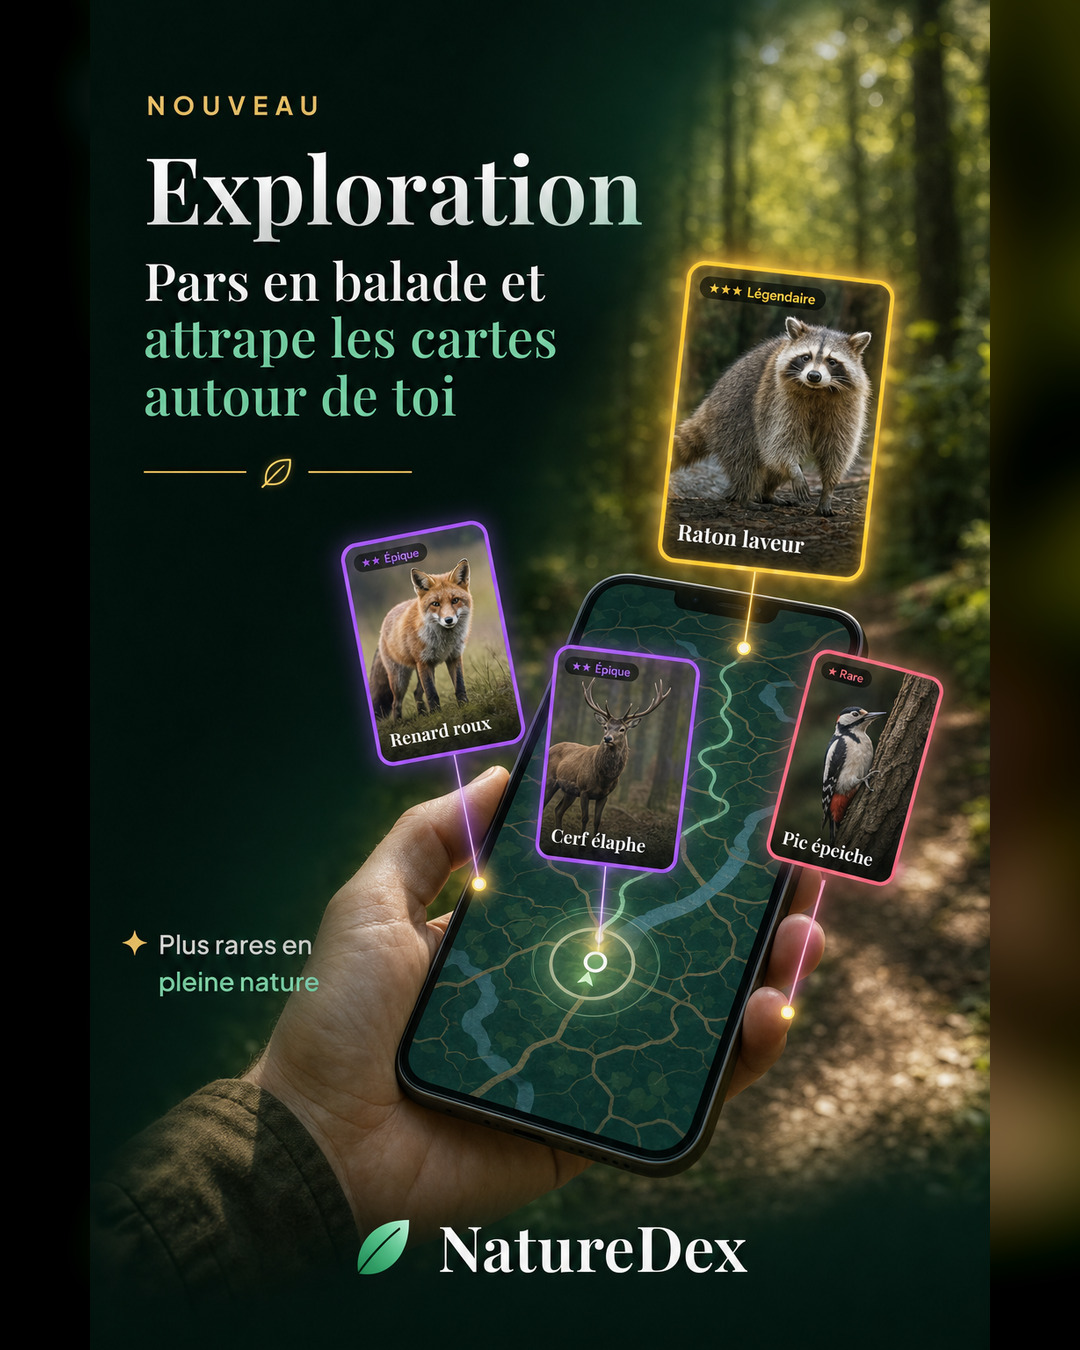 NOUVEAU
Exploration
Pars en balade et
attrape les cartes
autour de toi
★★★ Légendaire
Raton laveur
★★ Épique
Renard roux
★★ Épique
Cerf élaphe
★ Rare
Pic épeiche
Plus rares en
pleine nature
NatureDex